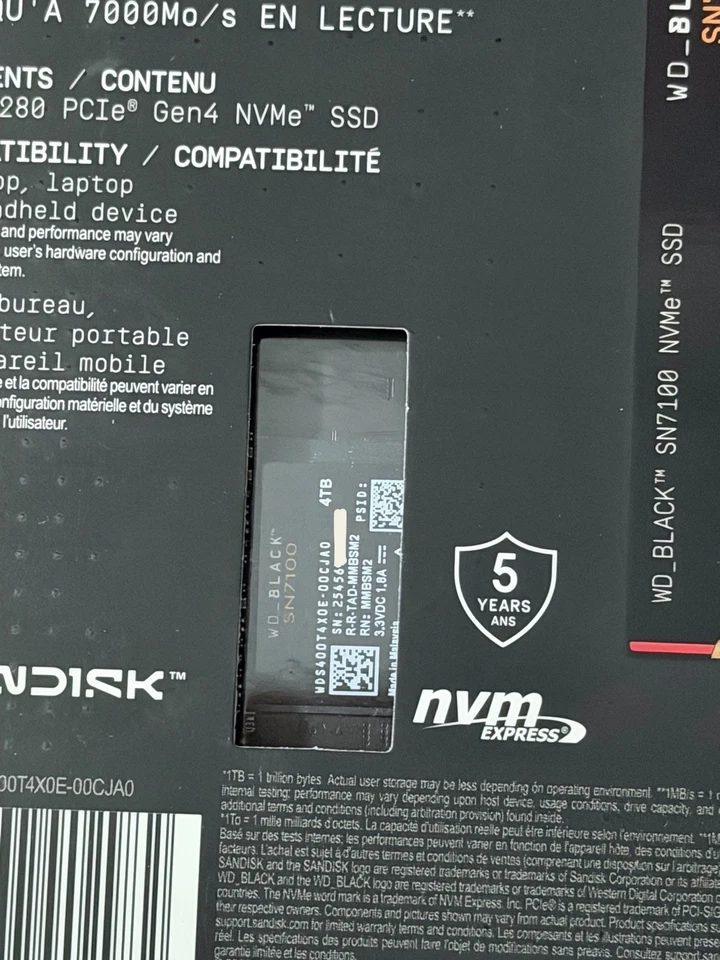 QU'À 7000Mo/s EN LECTURE**
ENTS / CONTENU
280 PCIe® Gen4 NVMe™ SSD
TIBILITY / COMPATIBILITÉ
op, laptop
dheld device
and performance may vary
user's hardware configuration and
tem.
bureau,
teur portable
areil mobile
e et la compatibilité peuvent varier en
nfiguration matérielle et du système
l'utilisateur.
WD_BLACK™
SN7100
WDS400T4X0E-00CJA0 4TB
SN: 25456
R-R-TAD-MMBSM2
PSID:
RN: MMBSM2
3.3VDC 1.8A
Made in Malaysia
5
YEARS
ANS
NDISK™
nvm
EXPRESS®
00T4X0E-00CJA0
WD_BL
SN7
WD_BLACK™ SN7100 NVMe™ SSD
*1TB = 1 trillion bytes. Actual user storage may be less depending on operating environment. **1MB/s = 1 m
Internal testing; performance may vary depending upon host device, usage conditions, drive capacity, and
additional terms and conditions (including arbitration provision) found inside.
*1To = 1 mille milliards d'octets. La capacité d'utilisation réelle peut être inférieure selon l'environnement. **1M
Basé sur des tests internes; les performances peuvent varier en fonction de l'appareil hôte, des conditions d'u
facteurs. L'achat est sujet à d'autres termes et conditions de ventes (comprenant une disposition sur l'arbitrage
SANDISK and the SANDISK logo are registered trademarks or trademarks of Sandisk Corporation or its affilia
WD_BLACK and the WD_BLACK logo are registered trademarks or trademarks of Western Digital Corporation o
countries. The NVMe word mark is a trademark of NVM Express, Inc. PCIe® is a registered trademark of PCI-SIG
their respective owners. Components and pictures shown may vary from actual product. Product specifications su
support.sandisk.com for limited warranty terms and conditions. Les composants et les illustrations peuvent prése
réel. Les spécifications des produits peuvent faire l'objet de modifications sans préavis. Consultez support.san
garantie limitée et les conditions.